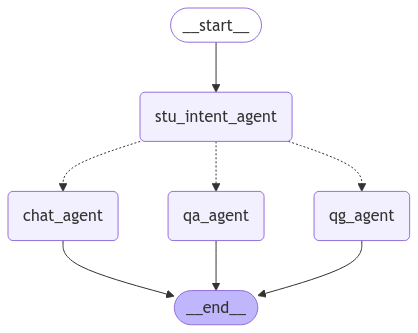 __start__
stu_intent_agent
chat_agent
qa_agent
qg_agent
__end__